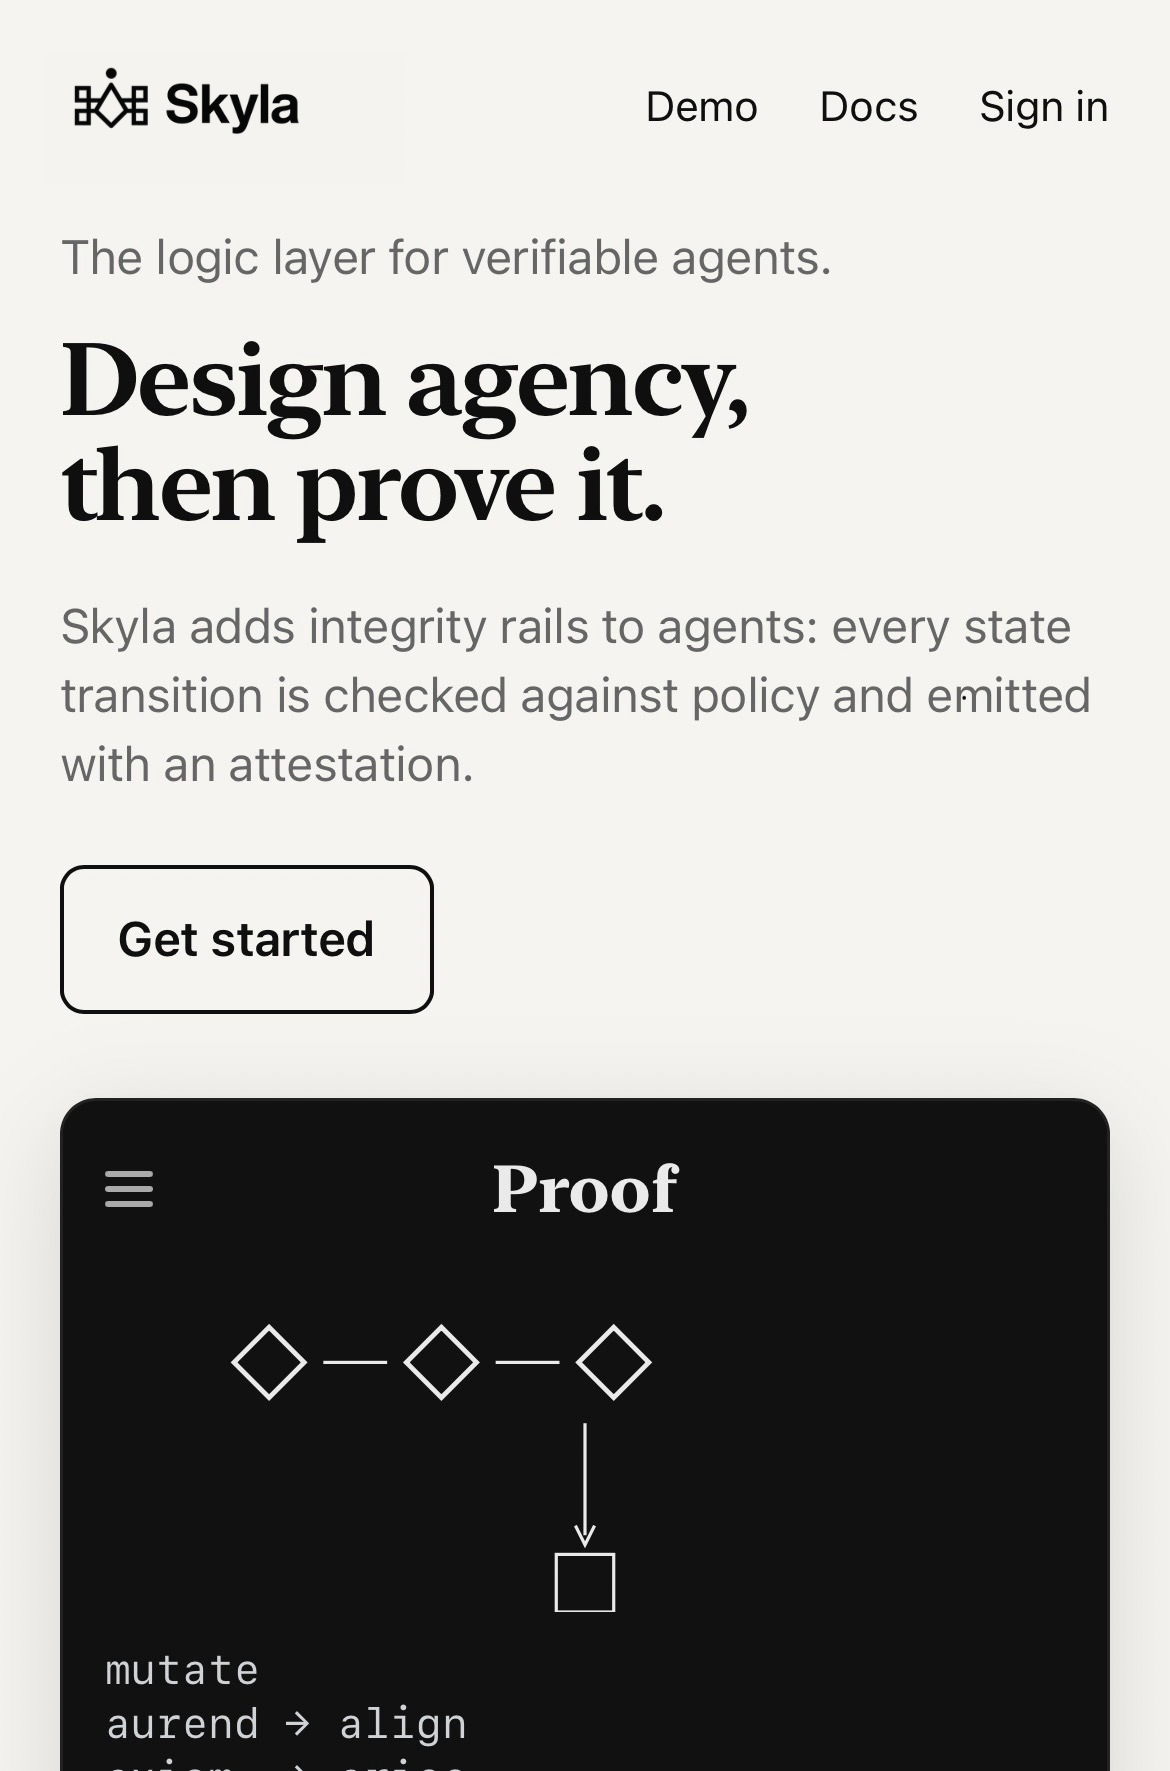 Skyla
Demo Docs Sign in
The logic layer for verifiable agents.
Design agency,
then prove it.
Skyla adds integrity rails to agents: every state
transition is checked against policy and emitted
with an attestation.
Get started
Proof
mutate
aurend → align